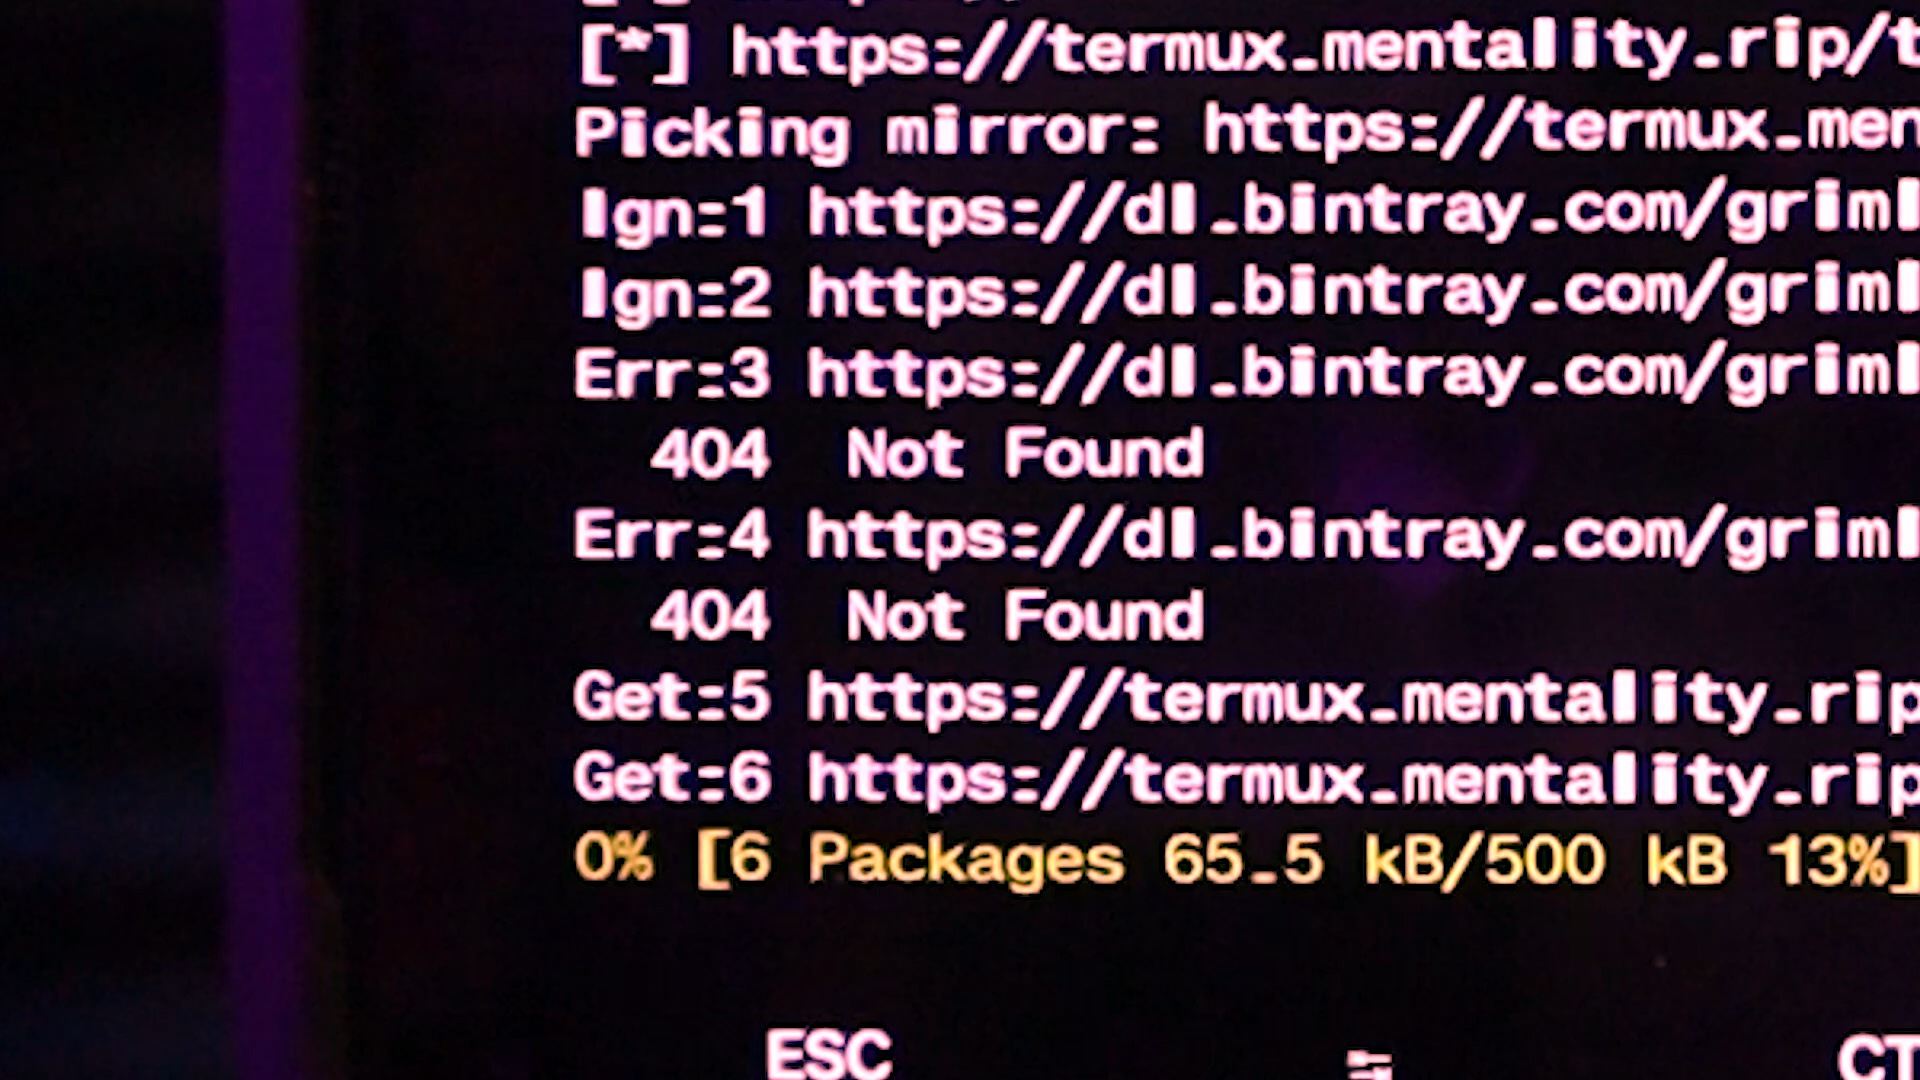 [*] https://termux.mentality.rip/t
Picking mirror: https://termux.men
Ign:1 https://dl.bintray.com/griml
Ign:2 https://dl.bintray.com/griml
Err:3 https://dl.bintray.com/griml
404 Not Found
Err:4 https://dl.bintray.com/griml
404 Not Found
Get:5 https://termux.mentality.rip
Get:6 https://termux.mentality.rip
0% [6 Packages 65.5 kB/500 kB 13%]
ESC CT